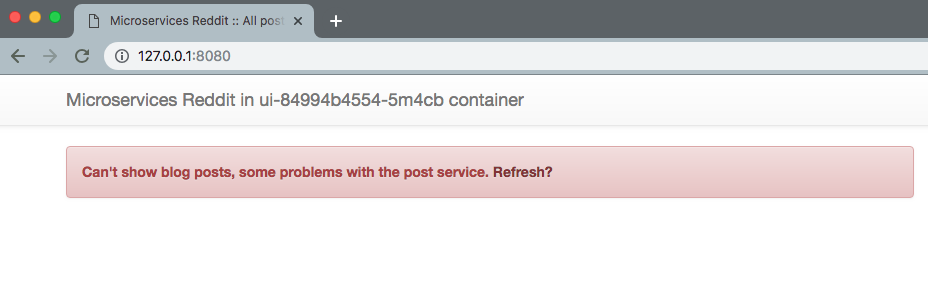 Microservices Reddit :: All post
127.0.0.1:8080
Microservices Reddit in ui-84994b4554-5m4cb container
Can't show blog posts, some problems with the post service. Refresh?